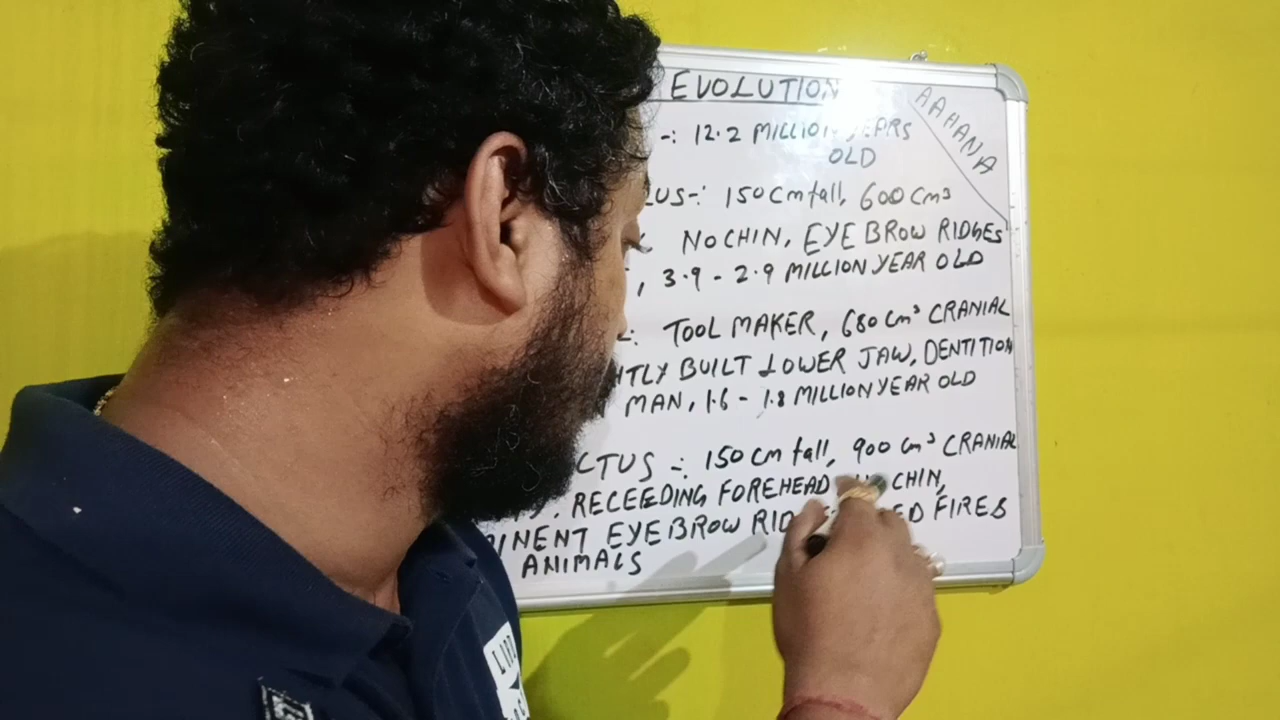 EVOLUTION
AAHANA
-: 12.2 MILLION YEARS
OLD
LUS-: 150 Cm tall, 600 Cm³
NO CHIN, EYE BROW RIDGES
, 3.9 - 2.9 MILLION YEAR OLD
: TOOL MAKER, 680 Cm³ CRANIAL
HTLY BUILT LOWER JAW, DENTITION
MAN, 1.6 - 1.8 MILLION YEAR OLD
CTUS -: 150 Cm tall, 900 Cm³ CRANIAL
RECEEDING FOREHEAD CHIN,
INENT EYE BROW RID ED FIRES
ANIMALS